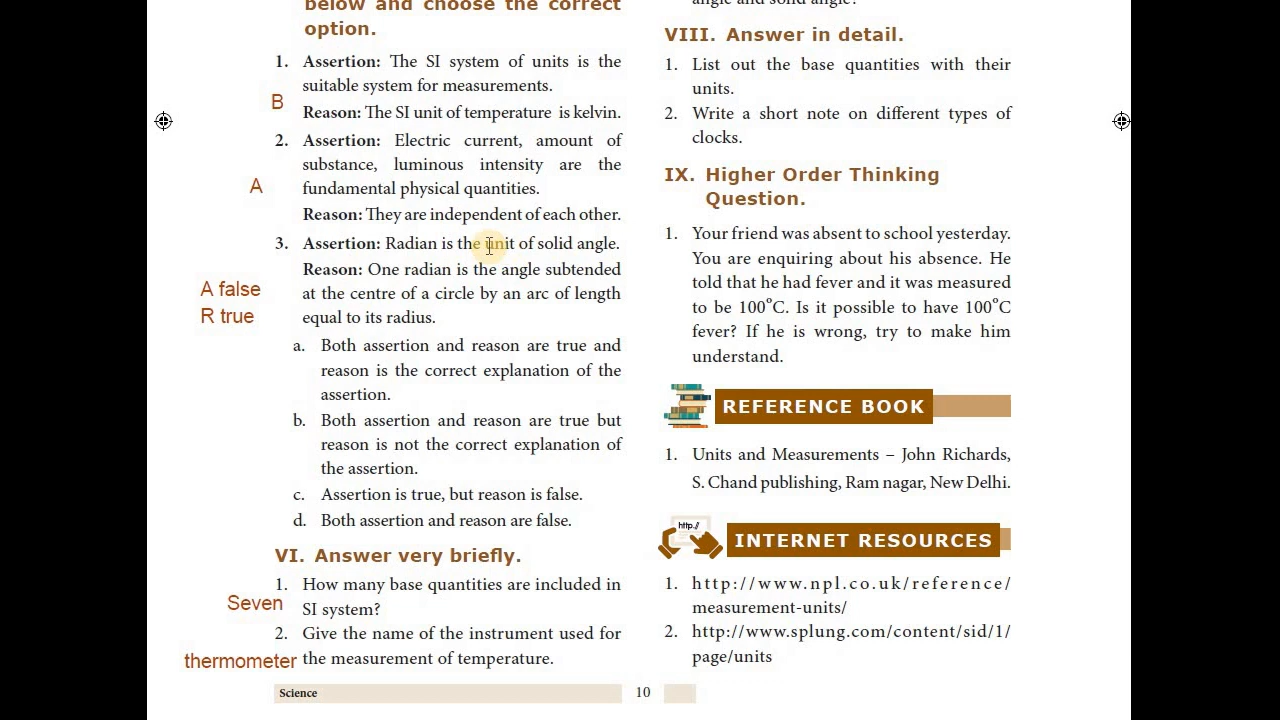 below and choose the correct
option.
1. Assertion: The SI system of units is the
suitable system for measurements.
B
Reason: The SI unit of temperature is kelvin.
2. Assertion: Electric current, amount of
substance, luminous intensity are the
A
fundamental physical quantities.
Reason: They are independent of each other.
3. Assertion: Radian is the unit of solid angle.
Reason: One radian is the angle subtended
A false
at the centre of a circle by an arc of length
R true
equal to its radius.
a. Both assertion and reason are true and
reason is the correct explanation of the
assertion.
b. Both assertion and reason are true but
reason is not the correct explanation of
the assertion.
c. Assertion is true, but reason is false.
d. Both assertion and reason are false.
VI. Answer very briefly.
1. How many base quantities are included in
Seven
SI system?
2. Give the name of the instrument used for
thermometer
the measurement of temperature.
Science
10
angle and solid angle?
VIII. Answer in detail.
1. List out the base quantities with their
units.
2. Write a short note on different types of
clocks.
IX. Higher Order Thinking
Question.
1. Your friend was absent to school yesterday.
You are enquiring about his absence. He
told that he had fever and it was measured
to be 100°C. Is it possible to have 100°C
fever? If he is wrong, try to make him
understand.
REFERENCE BOOK
1. Units and Measurements – John Richards,
S. Chand publishing, Ram nagar, New Delhi.
http://
INTERNET RESOURCES
1. http://www.npl.co.uk/reference/
measurement-units/
2. http://www.splung.com/content/sid/1/
page/units